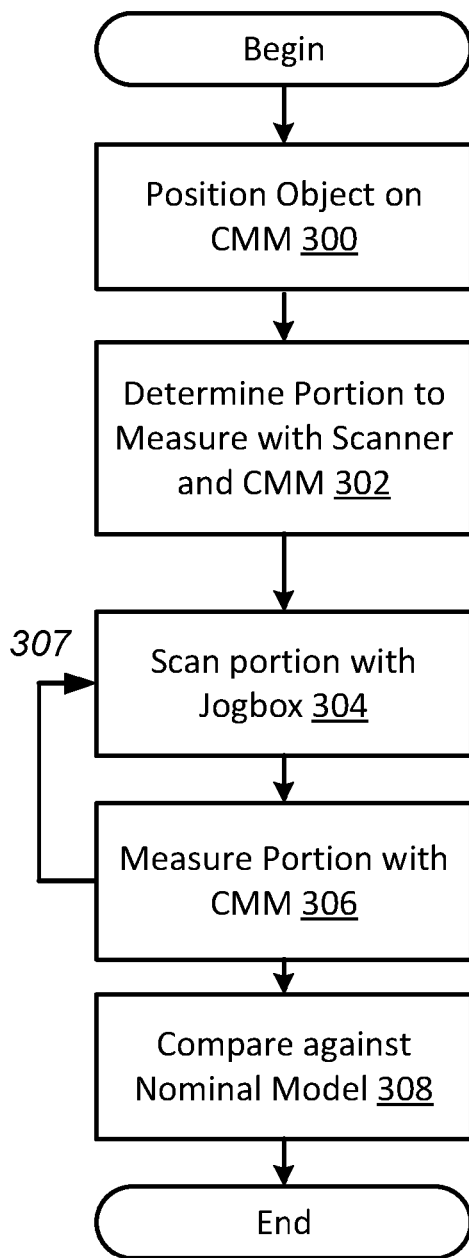 Begin
Position Object on
CMM 300
Determine Portion to
Measure with Scanner
and CMM 302
307
Scan portion with
Jogbox 304
Measure Portion with
CMM 306
Compare against
Nominal Model 308
End